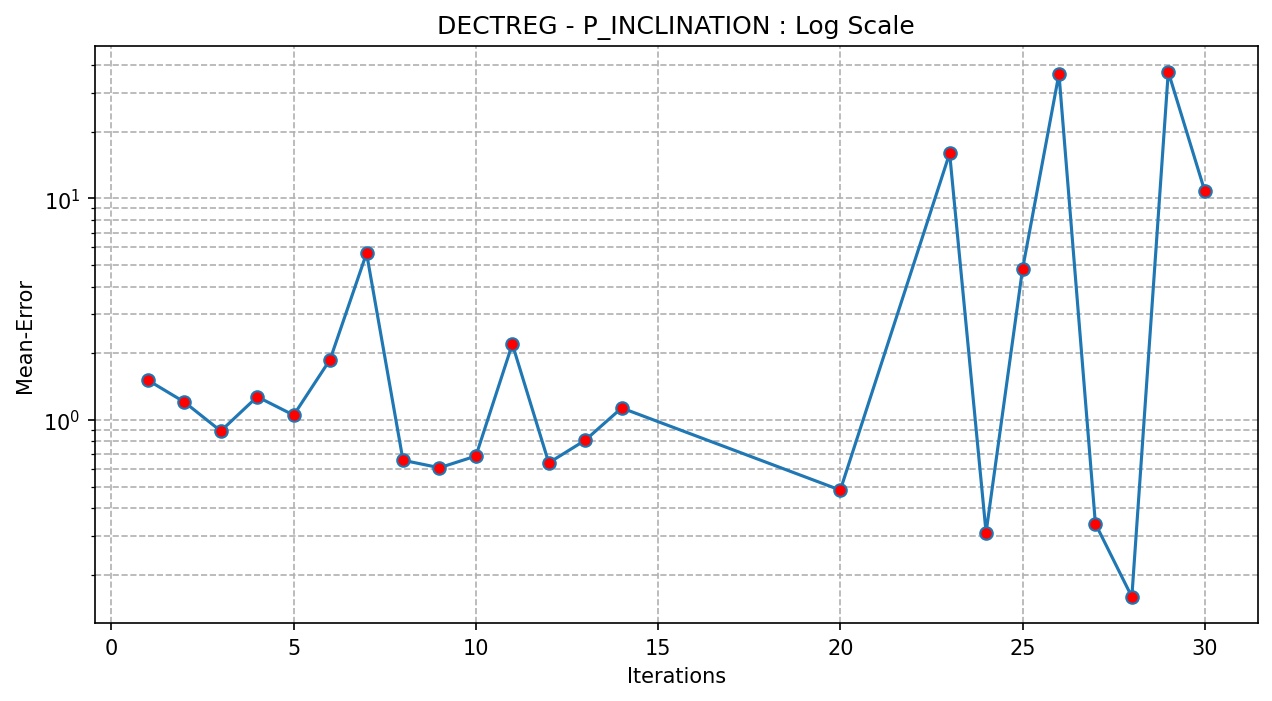 DECTREG - P_INCLINATION : Log Scale
Mean-Error
10¹
10⁰
0 5 10 15 20 25 30
Iterations